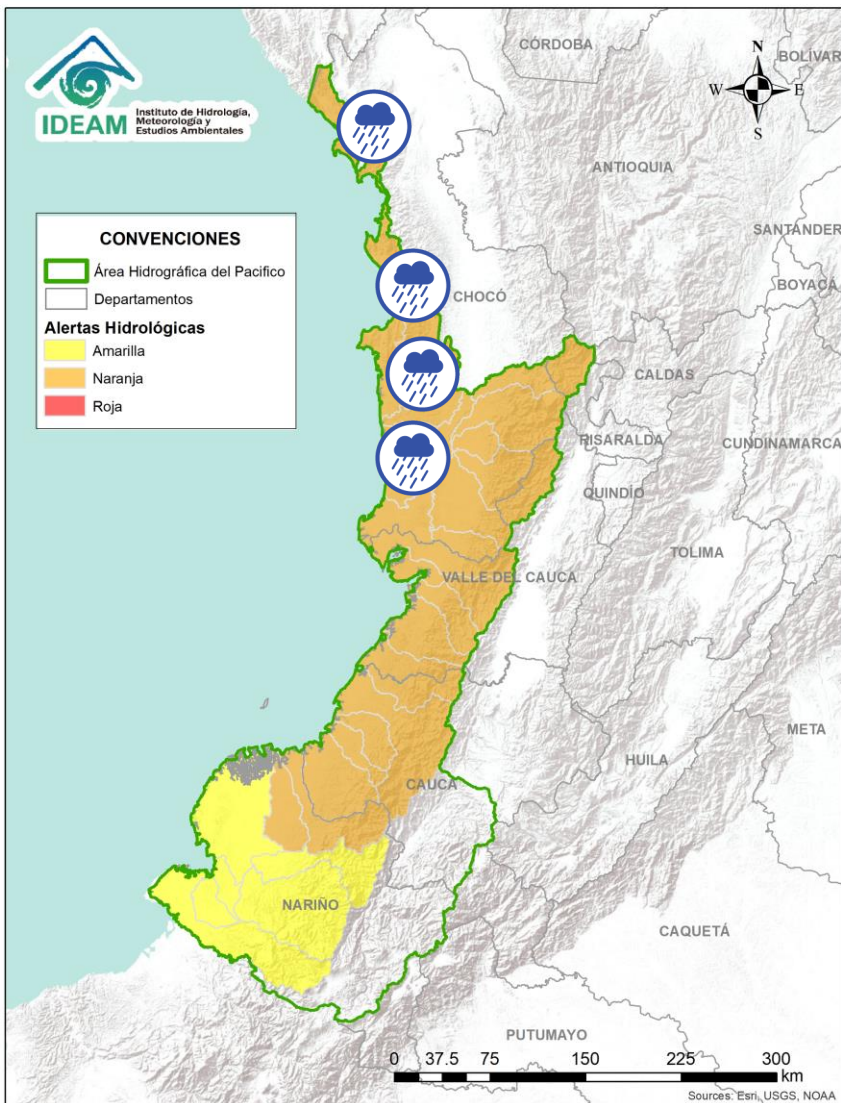 IDEAM
Instituto de Hidrología,
Meteorología y
Estudios Ambientales
CÓRDOBA
BOLÍVAR
N
W
E
S
ANTIOQUIA
SANTANDER
BOYACÁ
CONVENCIONES
Área Hidrográfica del Pacifico
Departamentos
Alertas Hidrológicas
Amarilla
Naranja
Roja
CHOCÓ
CALDAS
RISARALDA
CUNDINAMARCA
QUINDÍO
TOLIMA
VALLE DEL CAUCA
META
HUILA
CAUCA
NARIÑO
CAQUETÁ
PUTUMAYO
0 37.5 75 150 225 300
km
Sources: Esri, USGS, NOAA